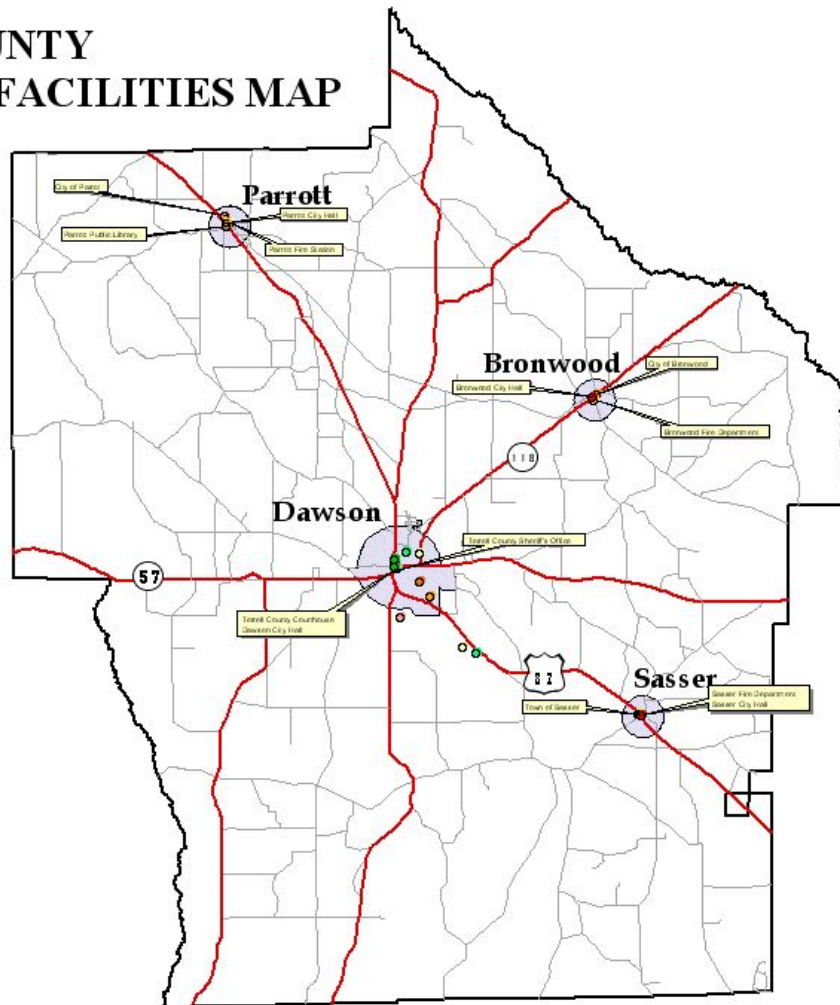 UNTY
FACILITIES MAP
Parrott
City of Parrott
Parrott City Hall
Parrott Public Library
Parrott Fire Station
Bronwood
City of Bronwood
Bronwood City Hall
Bronwood Fire Department
118
Dawson
Terrell County Sheriff's Office
57
Terrell County Courthouse
Dawson City Hall
82
Sasser
Sasser Fire Department
Sasser City Hall
Town of Sasser